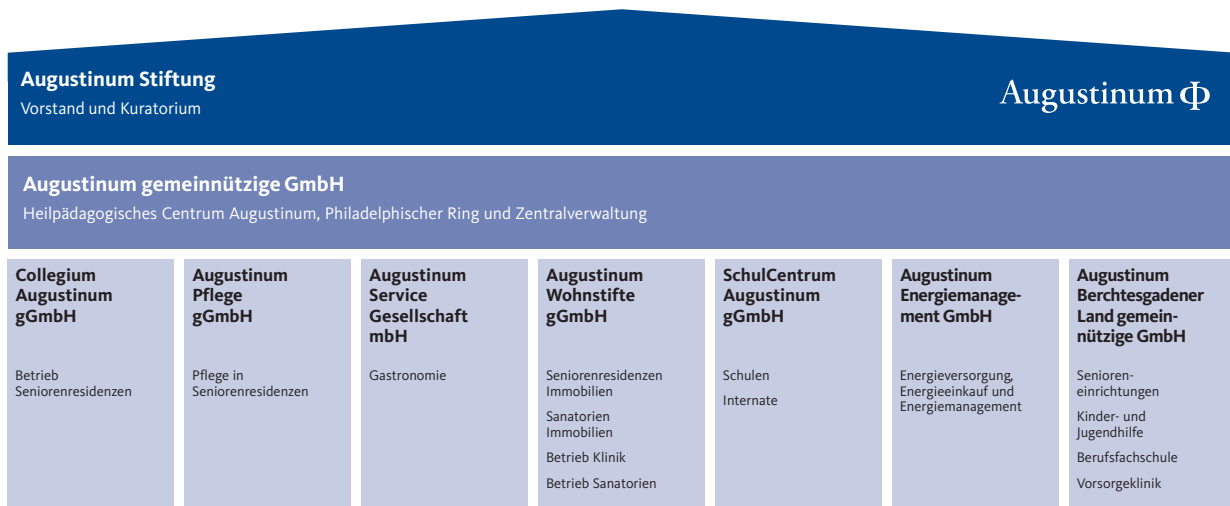 Augustinum Stiftung
Vorstand und Kuratorium
Augustinum Φ
Augustinum gemeinnützige GmbH
Heilpädagogisches Centrum Augustinum, Philadelphischer Ring und Zentralverwaltung
Collegium
Augustinum
gGmbH
Betrieb
Seniorenresidenzen
Augustinum
Pflege
gGmbH
Pflege in
Seniorenresidenzen
Augustinum
Service
Gesellschaft
mbH
Gastronomie
Augustinum
Wohnstifte
gGmbH
Seniorenresidenzen
Immobilien
Sanatorien
Immobilien
Betrieb Klinik
Betrieb Sanatorien
SchulCentrum
Augustinum
gGmbH
Schulen
Internate
Augustinum
Energiemanage-
ment GmbH
Energieversorgung,
Energieeinkauf und
Energiemanagement
Augustinum
Berchtesgadener
Land gemein-
nützige GmbH
Senioren-
einrichtungen
Kinder- und
Jugendhilfe
Berufsfachschule
Vorsorgeklinik